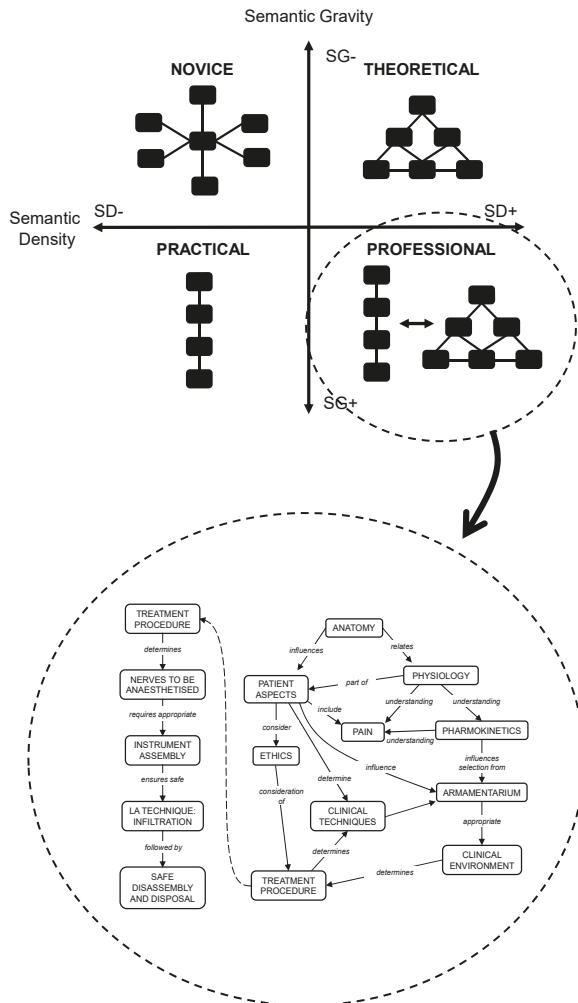 Semantic Gravity
SG-
NOVICE
THEORETICAL
Semantic
Density
SD-
SD+
PRACTICAL
PROFESSIONAL
SG+
TREATMENT
PROCEDURE
determines
NERVES TO BE
ANAESTHETISED
requires appropriate
INSTRUMENT
ASSEMBLY
ensures safe
LA TECHNIQUE:
INFILTRATION
followed by
SAFE
DISASSEMBLY
AND DISPOSAL
ANATOMY
influences
relates
PATIENT
ASPECTS
part of
PHYSIOLOGY
include
understanding
understanding
PAIN
understanding
PHARMOKINETICS
consider
ETHICS
influences
selection from
determine
influence
consideration
of
ARMAMENTARIUM
CLINICAL
TECHNIQUES
appropriate
determines
CLINICAL
ENVIRONMENT
determines
TREATMENT
PROCEDURE